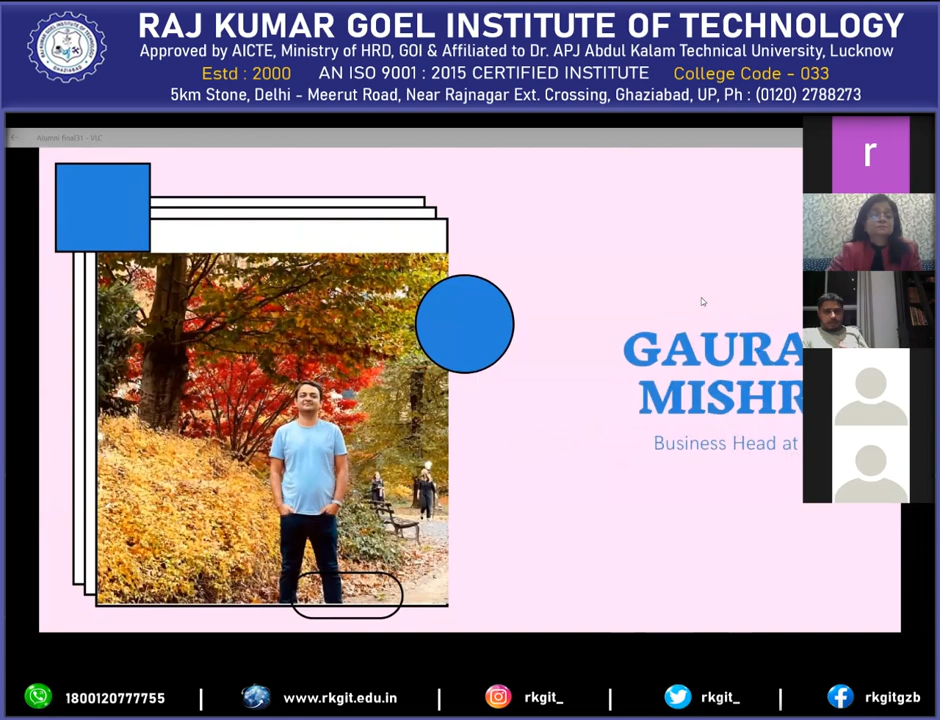 RAJ KUMAR GOEL INSTITUTE OF TECHNOLOGY
Approved by AICTE, Ministry of HRD, GOI & Affiliated to Dr. APJ Abdul Kalam Technical University, Lucknow
Estd : 2000 AN ISO 9001 : 2015 CERTIFIED INSTITUTE College Code - 033
5km Stone, Delhi - Meerut Road, Near Rajnagar Ext. Crossing, Ghaziabad, UP, Ph : (0120) 2788273
Alumni final31 - VLC
r
GAURA
MISHR
Business Head at
1800120777755 | www.rkgit.edu.in | rkgit_ | rkgit_ | rkgitgzb